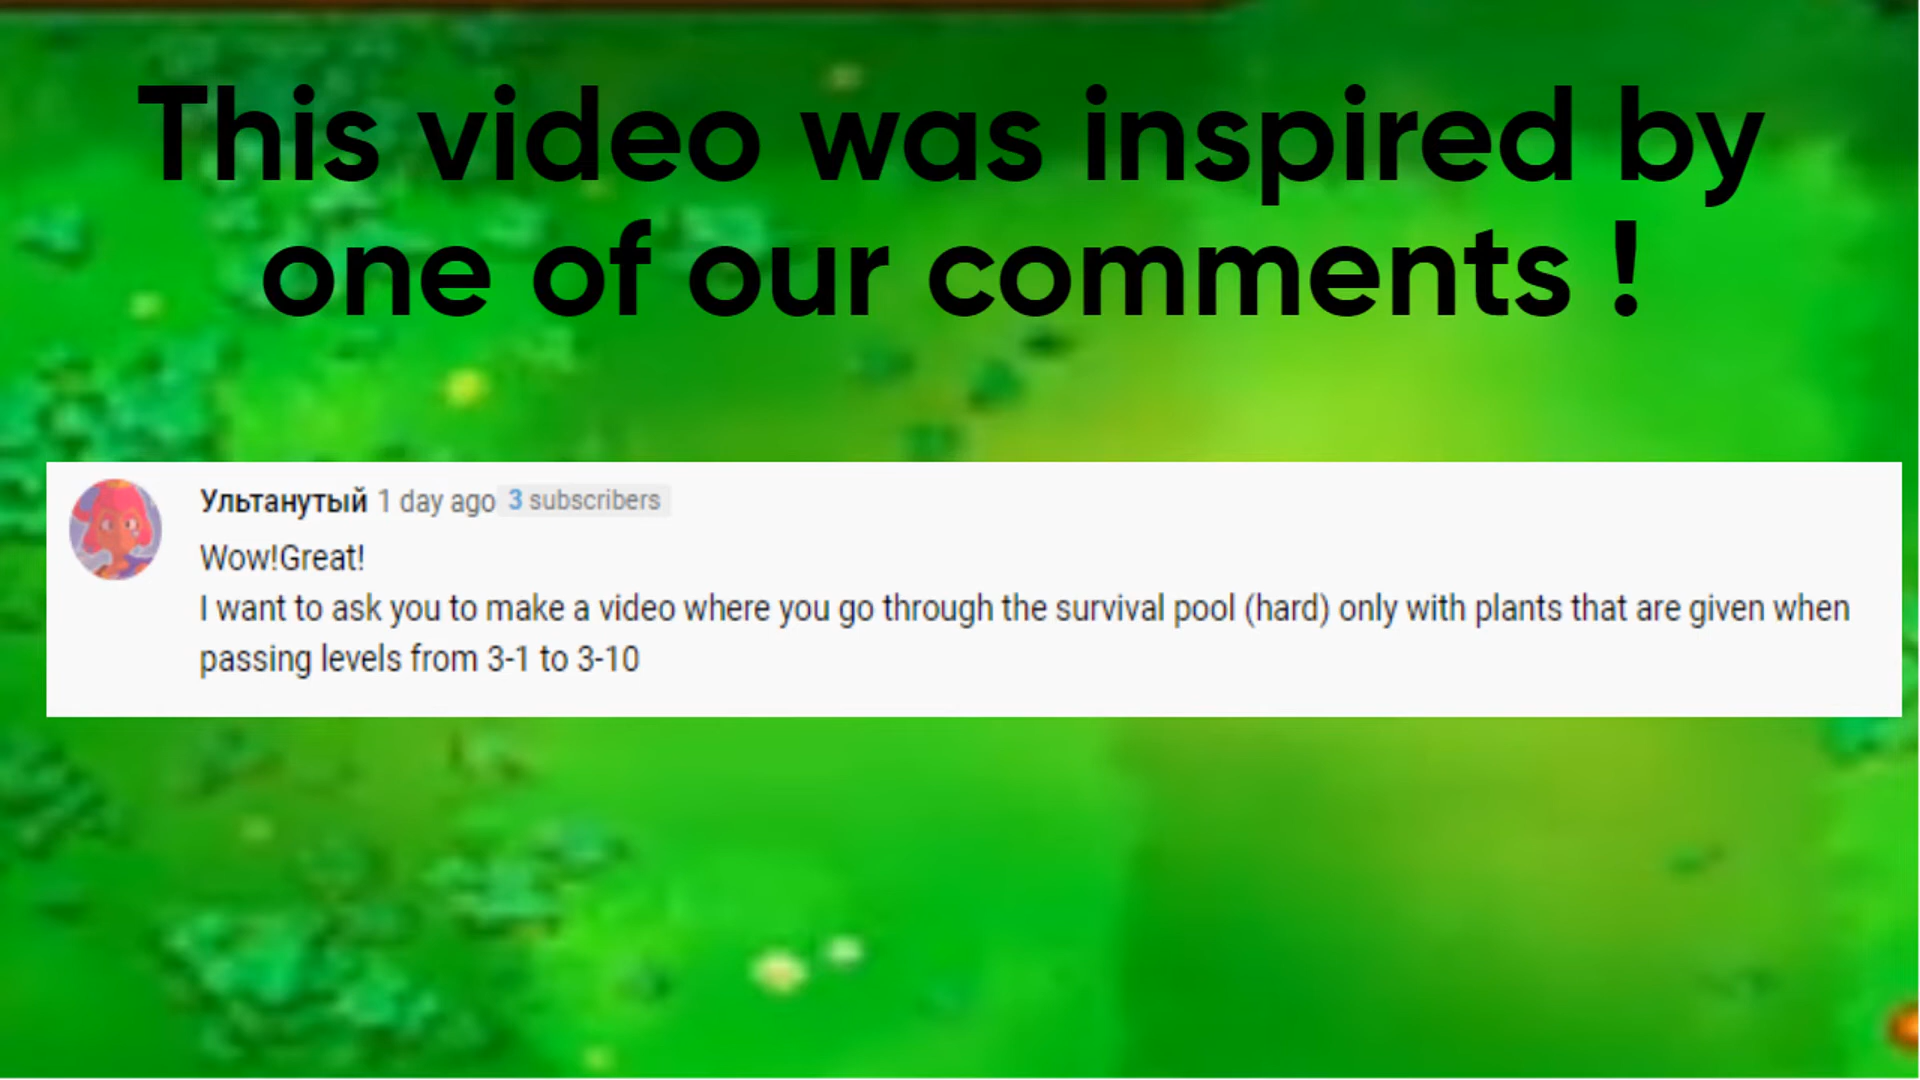 This video was inspired by
one of our comments !
Ультанутый 1 day ago 3 subscribers
Wow!Great!
I want to ask you to make a video where you go through the survival pool (hard) only with plants that are given when
passing levels from 3-1 to 3-10